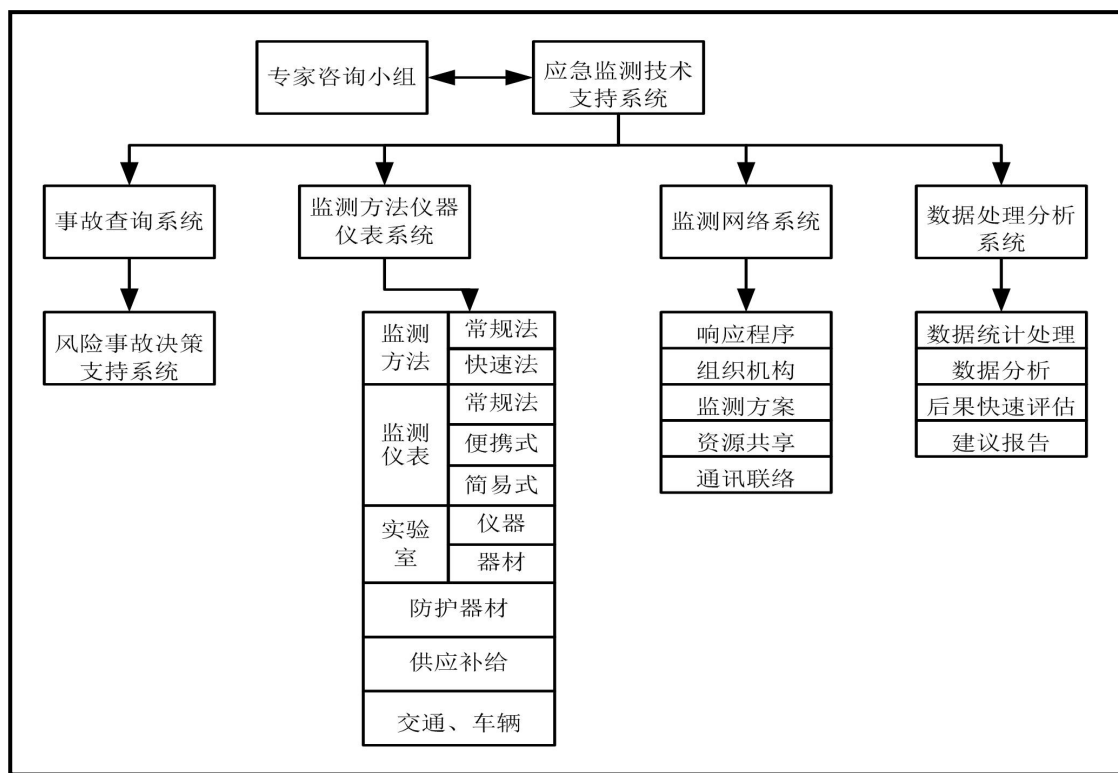 专家咨询小组
应急监测技术
支持系统
事故查询系统
监测方法仪器
仪表系统
监测网络系统
数据处理分析
系统
风险事故决策
支持系统
监测
方法
常规法
快速法
监测
仪表
常规法
便携式
简易式
实验
室
仪器
器材
防护器材
供应补给
交通、车辆
响应程序
组织机构
监测方案
资源共享
通讯联络
数据统计处理
数据分析
后果快速评估
建议报告